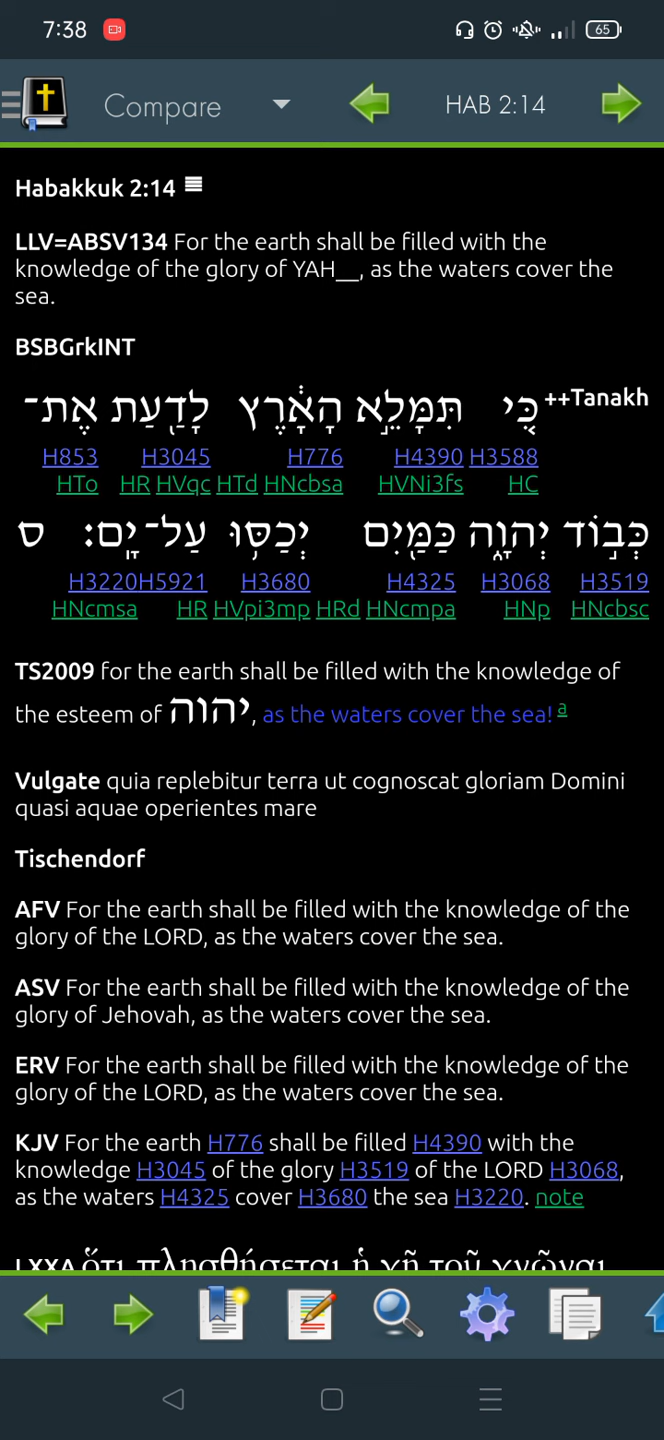 7:38
65
Compare
HAB 2:14
Habakkuk 2:14
LLV=ABSV134 For the earth shall be filled with the
knowledge of the glory of YAH__, as the waters cover the
sea.
BSBGrkINT
++Tanakh כִּ֚י תִּמָּלֵ֣א הָאָ֔רֶץ לָדַ֖עַת אֶת־
H853 H3045 H776 H4390 H3588
HTo HR HVqc HTd HNcbsa HVNi3fs HC
כְּב֣וֹד יְהוָ֑ה כַּמַּ֖יִם יְכַסּ֥וּ עַל־יָֽם׃ ס
H3220H5921 H3680 H4325 H3068 H3519
HNcmsa HR HVpi3mp HRd HNcmpa HNp HNcbsc
TS2009 for the earth shall be filled with the knowledge of
the esteem of יהוה, as the waters cover the sea! a
Vulgate quia replebitur terra ut cognoscat gloriam Domini
quasi aquae operientes mare
Tischendorf
AFV For the earth shall be filled with the knowledge of the
glory of the LORD, as the waters cover the sea.
ASV For the earth shall be filled with the knowledge of the
glory of Jehovah, as the waters cover the sea.
ERV For the earth shall be filled with the knowledge of the
glory of the LORD, as the waters cover the sea.
KJV For the earth H776 shall be filled H4390 with the
knowledge H3045 of the glory H3519 of the LORD H3068,
as the waters H4325 cover H3680 the sea H3220. note
LXXA ὅτι πλησθήσεται ἡ γῆ τοῦ γνῶναι